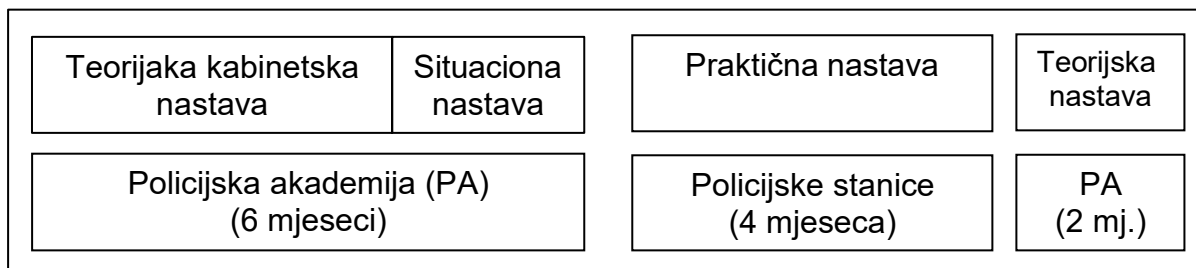 Teorijaka kabinetska
nastava
Situaciona
nastava
Praktična nastava
Teorijska
nastava
Policijska akademija (PA)
(6 mjeseci)
Policijske stanice
(4 mjeseca)
PA
(2 mj.)